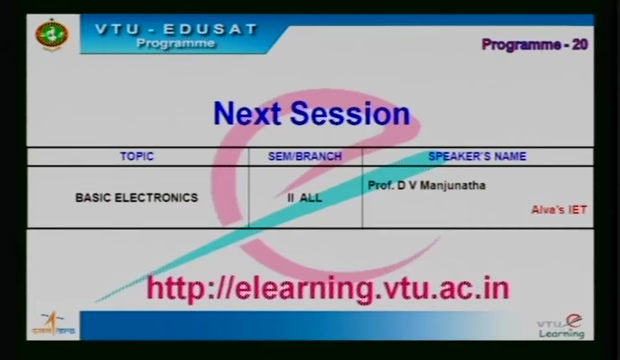 VTU - EDUSAT
Programme
Programme - 20
Next Session
TOPIC SEM/BRANCH SPEAKER'S NAME
BASIC ELECTRONICS II ALL Prof. D V Manjunatha
Alva's IET
http://elearning.vtu.ac.in
VTU e
Learning